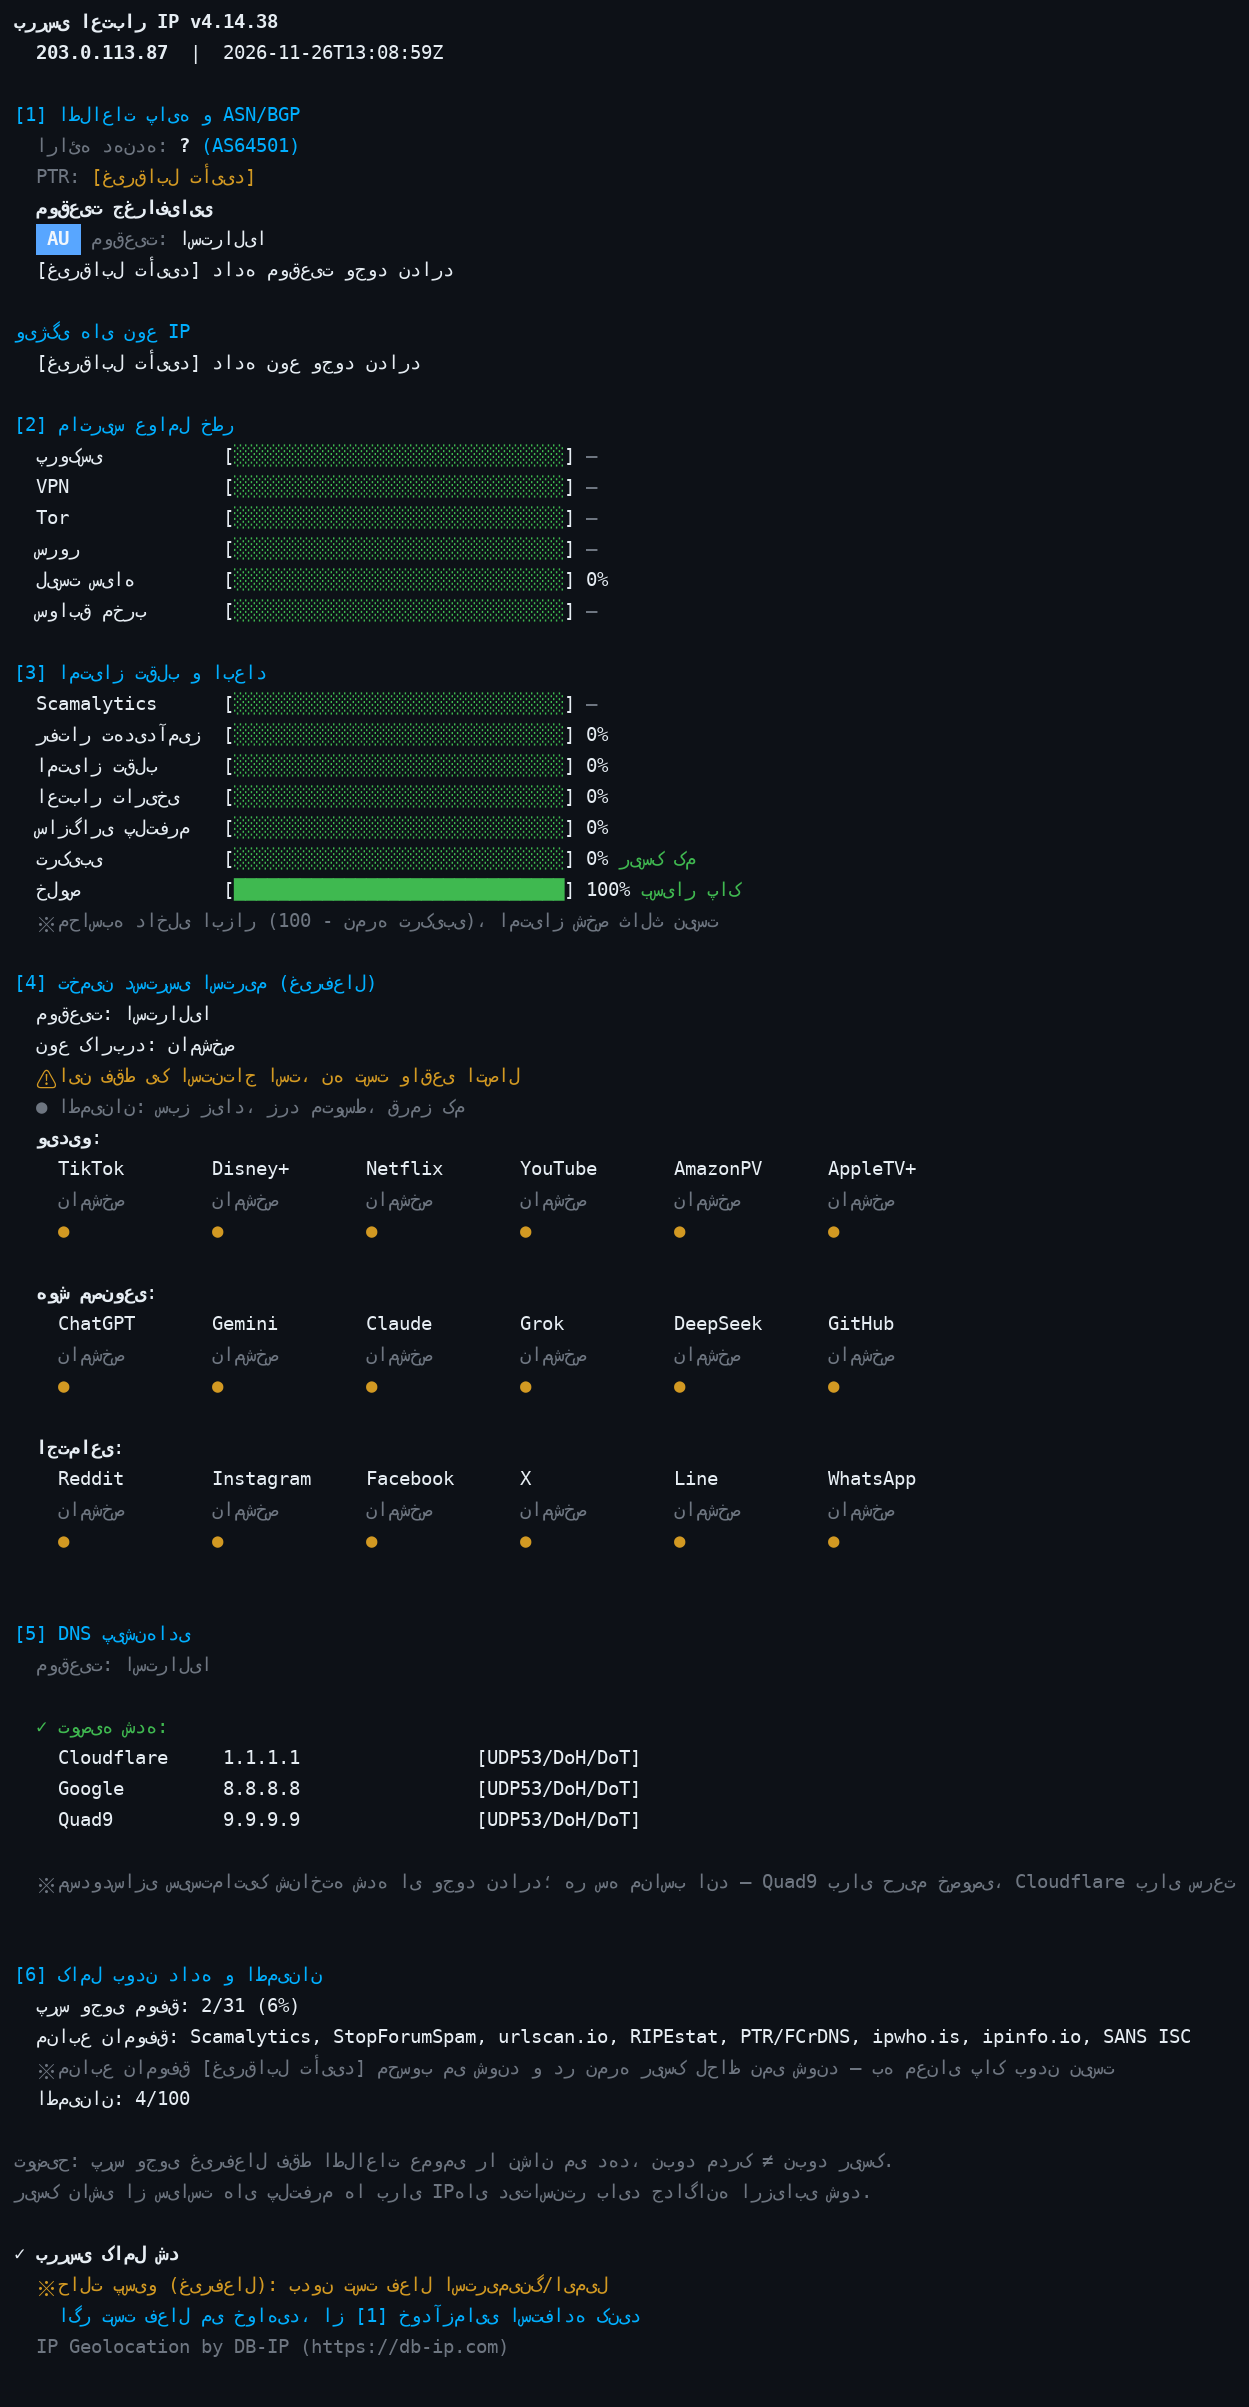 بررسی اعتبار IP v4.14.38
203.0.113.87 | 2026-11-26T13:08:59Z
[1] اطلاعات پایه و ASN/BGP
ارائه دهنده: ? (AS64501)
PTR: [غیرقابل تأیید]
موقعیت جغرافیایی
AU موقعیت: استرالیا
[غیرقابل تأیید] داده موقعیت وجود ندارد
ویژگی های نوع IP
[غیرقابل تأیید] داده نوع وجود ندارد
[2] ماتریس عوامل خطر
پروکسی [░░░░░░░░░░░░░░░░░░░░░░░░░░░░░░] —
VPN [░░░░░░░░░░░░░░░░░░░░░░░░░░░░░░] —
Tor [░░░░░░░░░░░░░░░░░░░░░░░░░░░░░░] —
سرور [░░░░░░░░░░░░░░░░░░░░░░░░░░░░░░] —
لیست سیاه [░░░░░░░░░░░░░░░░░░░░░░░░░░░░░░] 0%
سوابق مخرب [░░░░░░░░░░░░░░░░░░░░░░░░░░░░░░] —
[3] امتیاز تقلب و ابعاد
Scamalytics [░░░░░░░░░░░░░░░░░░░░░░░░░░░░░░] —
رفتار تهدیدآمیز [░░░░░░░░░░░░░░░░░░░░░░░░░░░░░░] 0%
امتیاز تقلب [░░░░░░░░░░░░░░░░░░░░░░░░░░░░░░] 0%
اعتبار تاریخی [░░░░░░░░░░░░░░░░░░░░░░░░░░░░░░] 0%
سازگاری پلتفرم [░░░░░░░░░░░░░░░░░░░░░░░░░░░░░░] 0%
ترکیبی [░░░░░░░░░░░░░░░░░░░░░░░░░░░░░░] 0% ریسک کم
خلوص [██████████████████████████████] 100% بسیار پاک
※ محاسبه داخلی ابزار (100 - نمره ترکیبی)، امتیاز شخص ثالث نیست
[4] تخمین دسترسی استریم (غیرفعال)
موقعیت: استرالیا
نوع کاربرد: نامشخص
⚠ این فقط یک استنتاج است، نه تست واقعی اتصال
● اطمینان: سبز زیاد، زرد متوسط، قرمز کم
ویدیو:
TikTok Disney+ Netflix YouTube AmazonPV AppleTV+
نامشخص نامشخص نامشخص نامشخص نامشخص نامشخص
● ● ● ● ● ●
هوش مصنوعی:
ChatGPT Gemini Claude Grok DeepSeek GitHub
نامشخص نامشخص نامشخص نامشخص نامشخص نامشخص
● ● ● ● ● ●
اجتماعی:
Reddit Instagram Facebook X Line WhatsApp
نامشخص نامشخص نامشخص نامشخص نامشخص نامشخص
● ● ● ● ● ●
[5] DNS پیشنهادی
موقعیت: استرالیا
✓ توصیه شده:
Cloudflare 1.1.1.1 [UDP53/DoH/DoT]
Google 8.8.8.8 [UDP53/DoH/DoT]
Quad9 9.9.9.9 [UDP53/DoH/DoT]
※ مسدودسازی سیستماتیک شناخته شده ای وجود ندارد؛ هر سه مناسب اند — Quad9 برای حریم خصوصی، Cloudflare برای سرعت
[6] کامل بودن داده و اطمینان
پرس وجوی موفق: 2/31 (6%)
منابع ناموفق: Scamalytics, StopForumSpam, urlscan.io, RIPEstat, PTR/FCrDNS, ipwho.is, ipinfo.io, SANS ISC
※ منابع ناموفق [غیرقابل تأیید] محسوب می شوند و در نمره ریسک لحاظ نمی شوند — به معنای پاک بودن نیست
اطمینان: 4/100
توضیح: پرس وجوی غیرفعال فقط اطلاعات عمومی را نشان می دهد، نبود مدرک ≠ نبود ریسک.
ریسک ناشی از سیاست های پلتفرم ها برای IPهای دیتاسنتر باید جداگانه ارزیابی شود.
✓ بررسی کامل شد
※ حالت پسیو (غیرفعال): بدون تست فعال استریمینگ/ایمیل
اگر تست فعال می خواهید، از [1] خودآزمایی استفاده کنید
IP Geolocation by DB-IP (https://db-ip.com)